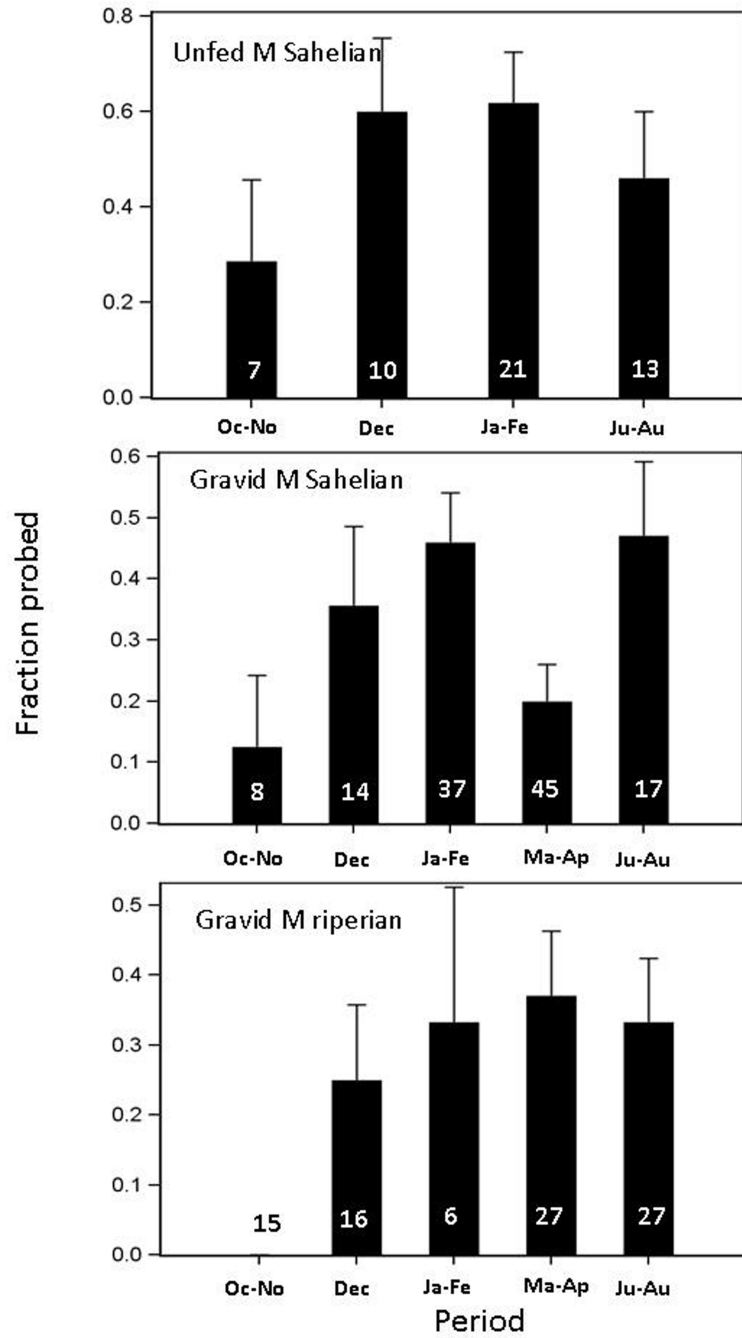 Fraction probed
Unfed M Sahelian
0.8
0.6
0.4
0.2
0.0
7 10 21 13
Oc-No Dec Ja-Fe Ju-Au
Gravid M Sahelian
0.6
0.5
0.4
0.3
0.2
0.1
0.0
8 14 37 45 17
Oc-No Dec Ja-Fe Ma-Ap Ju-Au
Gravid M riperian
0.5
0.4
0.3
0.2
0.1
0.0
15 16 6 27 27
Oc-No Dec Ja-Fe Ma-Ap Ju-Au
Period